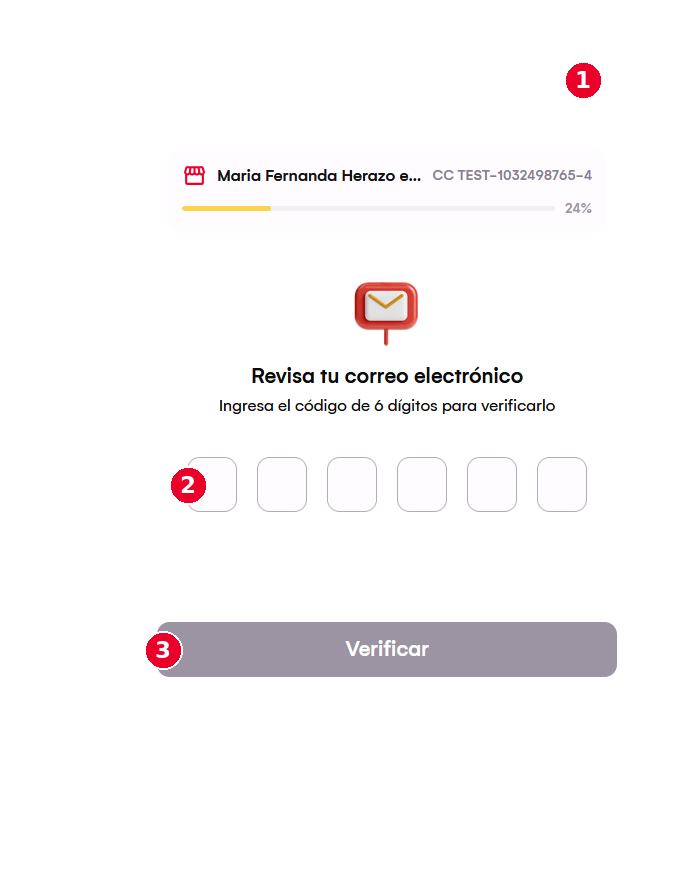 1
Maria Fernanda Herazo e... CC TEST-1032498765-4
24%
Revisa tu correo electrónico
Ingresa el código de 6 dígitos para verificarlo
2
3 Verificar